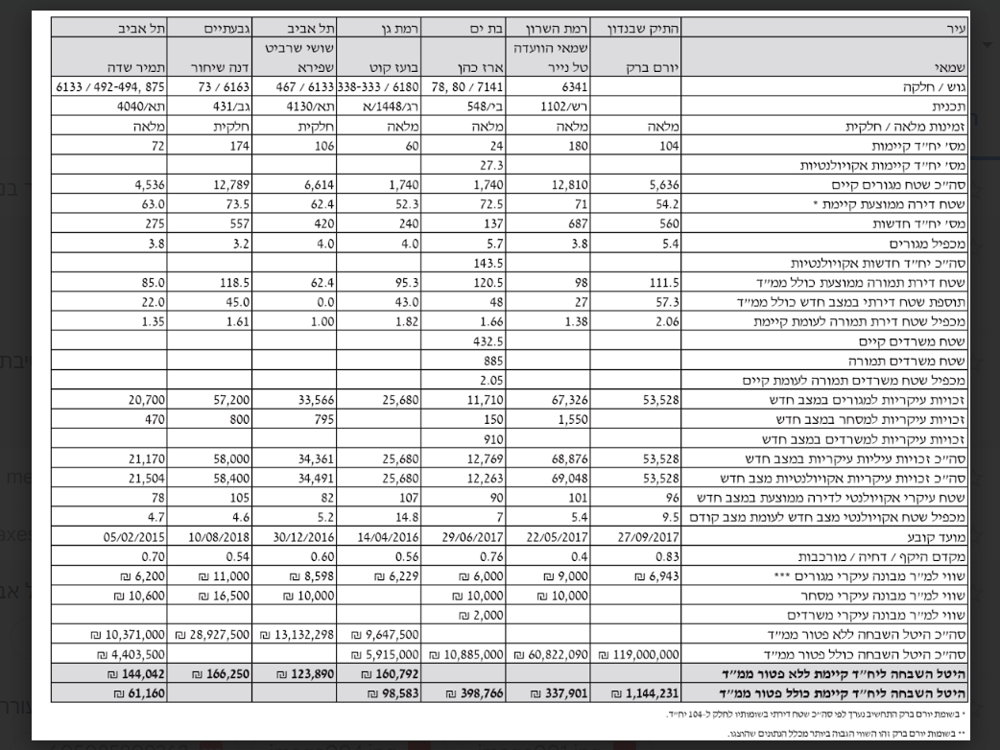 עיר התיק שבנדון רמת השרון בת ים רמת גן תל אביב גבעתיים תל אביב
שמאי יורם ברק שמאי הוועדה טל נייר ארז כהן בועז קוט שושי שרביט שפירא דנה שיחור תמיר שדה
גוש / חלקה 6341 7141 / 78, 80 6180 / 338-333 6133 / 467 6163 / 73 6133 / 492-494, 875
תכנית רש/1102 בי/548 רג/1448/א תא/4130 גב/431 תא/4040
זמינות מלאה / חלקית מלאה מלאה מלאה מלאה חלקית חלקית מלאה
מס׳ יח״ד קיימות 104 180 24 60 106 174 72
מס׳ יח״ד קיימות אקויולנטיות 27.3
סה״כ שטח מגורים קיים 5,636 12,810 1,740 1,740 6,614 12,789 4,536
שטח דירה ממוצעת קיימת * 54.2 71 72.5 52.3 62.4 73.5 63.0
מס׳ יח״ד חדשות 560 687 137 240 420 557 275
מכפיל מגורים 5.4 3.8 5.7 4.0 4.0 3.2 3.8
סה״כ יח״ד חדשות אקויולנטיות 143.5
שטח דירת תמורה ממוצעת כולל ממ״ד 111.5 98 120.5 95.3 62.4 118.5 85.0
תוספת שטח דירתי במצב חדש כולל ממ״ד 57.3 27 48 43.0 0.0 45.0 22.0
מכפיל שטח דירת תמורה לעומת קיימת 2.06 1.38 1.66 1.82 1.00 1.61 1.35
שטח משרדים קיים 432.5
שטח משרדים תמורה 885
מכפיל שטח משרדים תמורה לעומת קיים 2.05
זכויות עיקריות למגורים במצב חדש 53,528 67,326 11,710 25,680 33,566 57,200 20,700
זכויות עיקריות למסחר במצב חדש 1,550 150 795 800 470
זכויות עיקריות למשרדים במצב חדש 910
סה״כ זכויות עיליות עיקריות במצב חדש 53,528 68,876 12,769 25,680 34,361 58,000 21,170
סה״כ זכויות עיקריות אקויולנטיות מצב חדש 53,528 69,048 12,263 25,680 34,491 58,400 21,504
שטח עיקרי אקויולנטי לדירה ממוצעת במצב חדש 96 101 90 107 82 105 78
מכפיל שטח אקויולנטי מצב חדש לעומת מצב קודם 9.5 5.4 7 14.8 5.2 4.6 4.7
מועד קובע 27/09/2017 22/05/2017 29/06/2017 14/04/2016 30/12/2016 10/08/2018 05/02/2015
מקדם היקף / דחיה / מורכבות 0.83 0.4 0.76 0.56 0.60 0.54 0.70
שווי למ״ר מבונה עיקרי מגורים *** 6,943 ₪ 9,000 ₪ 6,000 ₪ 6,229 ₪ 8,598 ₪ 11,000 ₪ 6,200 ₪
שווי למ״ר מבונה עיקרי מסחר 10,000 ₪ 10,000 ₪ 10,000 ₪ 16,500 ₪ 10,600 ₪
שווי למ״ר מבונה עיקרי משרדים 2,000 ₪
סה״כ היטל השבחה ללא פטור ממ״ד 9,647,500 ₪ 13,132,298 ₪ 28,927,500 ₪ 10,371,000 ₪
סה״כ היטל השבחה כולל פטור ממ״ד 119,000,000 ₪ 60,822,090 ₪ 10,885,000 ₪ 5,915,000 ₪ 4,403,500 ₪
היטל השבחה ליח״ד קיימת ללא פטור ממ״ד 160,792 ₪ 123,890 ₪ 166,250 ₪ 144,042 ₪
היטל השבחה ליח״ד קיימת כולל פטור ממ״ד 1,144,231 ₪ 337,901 ₪ 398,766 ₪ 98,583 ₪ 61,160 ₪
* בשומת יורם ברק התחשיב נערך לפי סה״כ שטח דירתי בשומותיו לחלק ל-104 יח״ד.
** בשומת יורם ברק זהו השווי הגבוה ביותר מכלל הנתונים שהוצגו.